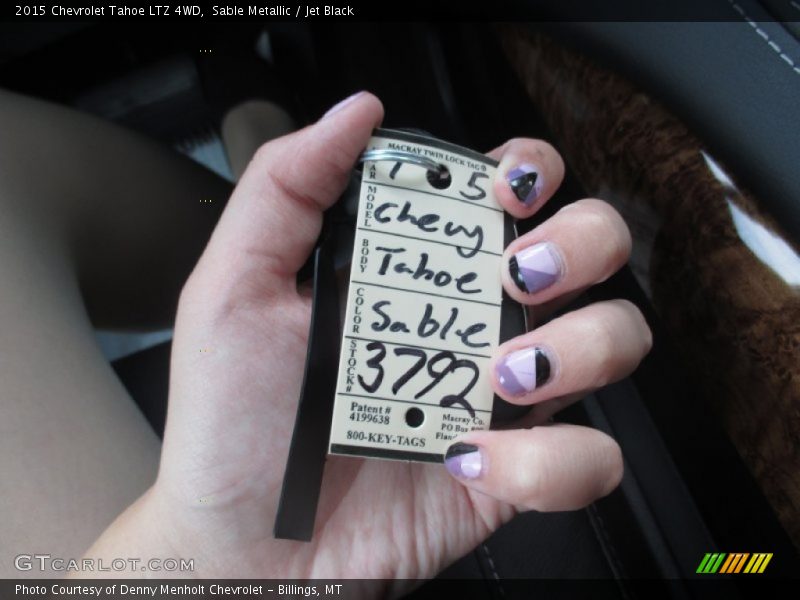 2015 Chevrolet Tahoe LTZ 4WD, Sable Metallic / Jet Black
MACRAY TWIN LOCK TAG®
5
MODEL Chevy
BODY Tahoe
COLOR Sable
STOCK# 3792
Patent #
4199638
Macray Co.
PO Box
800-KEY-TAGS
GTCARLOT.COM
Photo Courtesy of Denny Menholt Chevrolet – Billings, MT